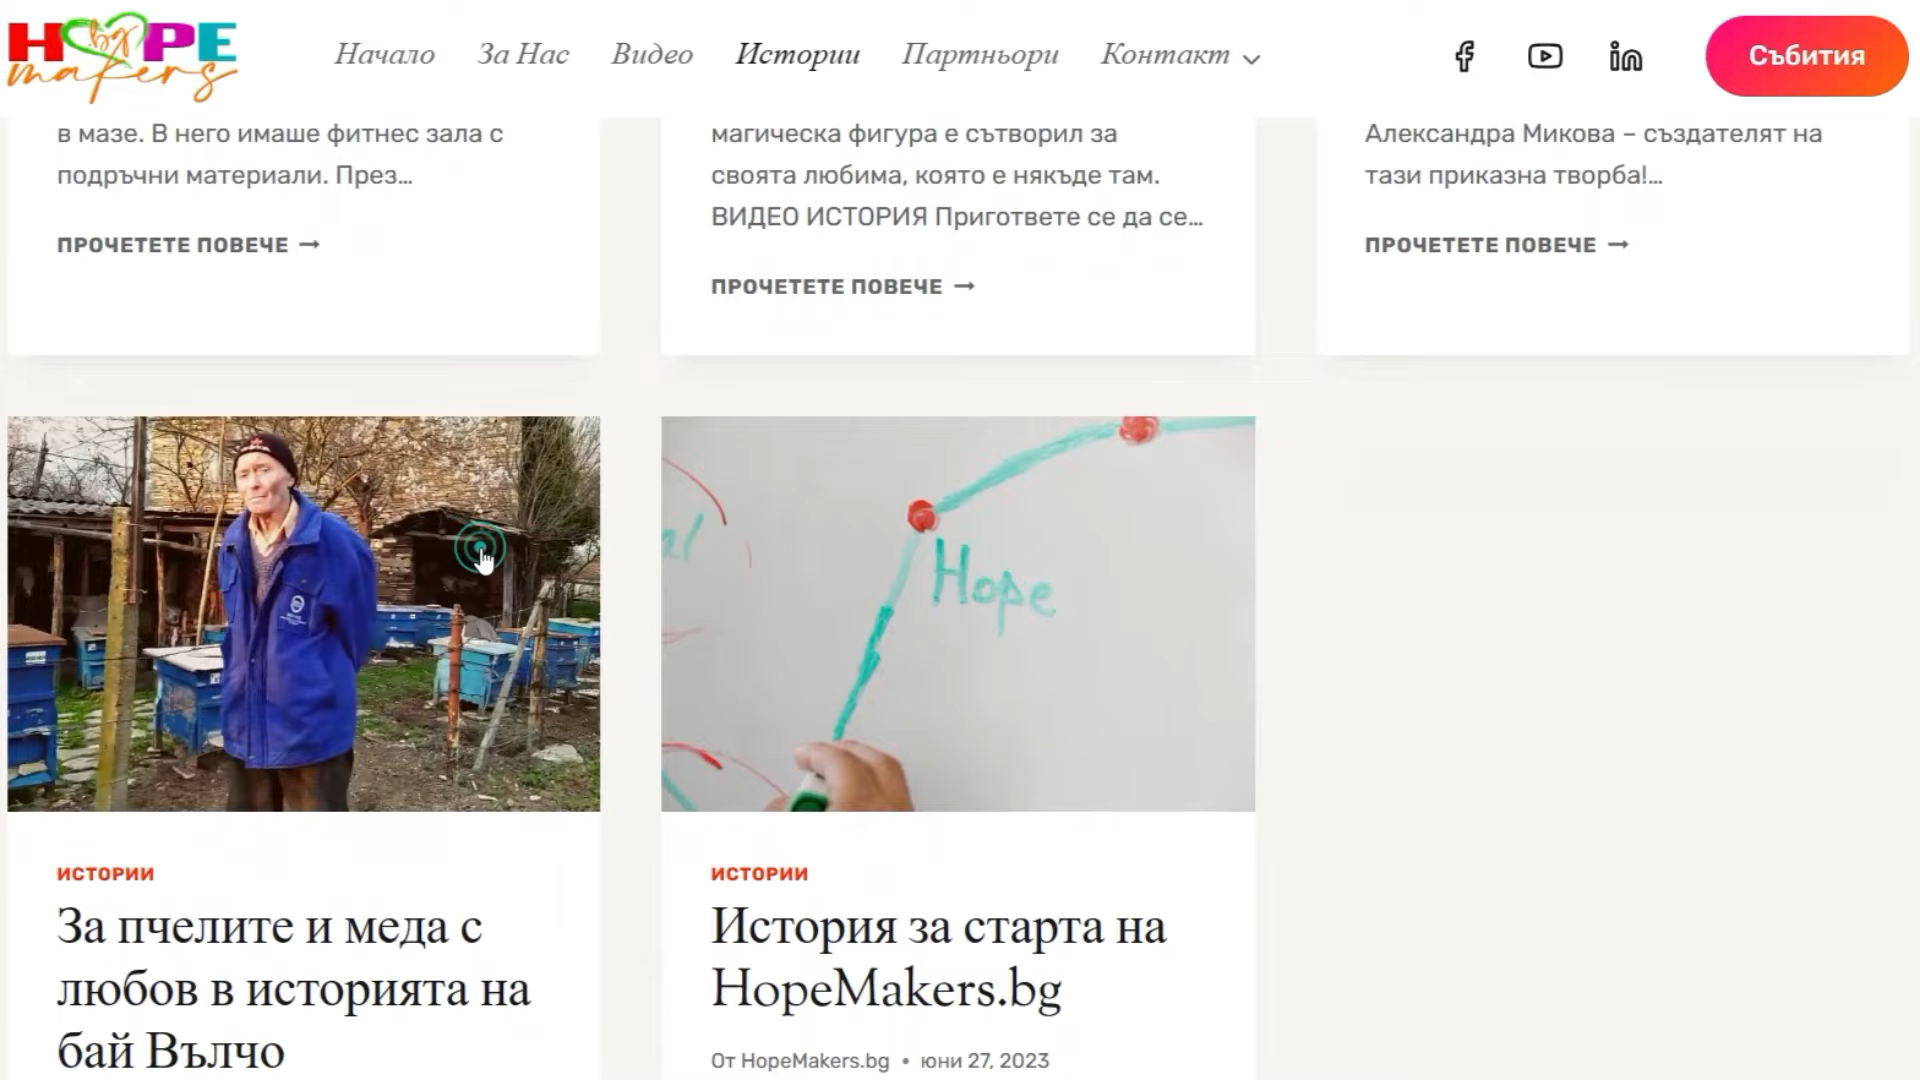 HOPE
bg
makers
Начало За Нас Видео Истории Партньори Контакт
Събития
в мазе. В него имаше фитнес зала с
подръчни материали. През...
ПРОЧЕТЕТЕ ПОВЕЧЕ →
магическа фигура е сътворил за
своята любима, която е някъде там.
ВИДЕО ИСТОРИЯ Пригответе се да се...
ПРОЧЕТЕТЕ ПОВЕЧЕ →
Александра Микова – създателят на
тази приказна творба!...
ПРОЧЕТЕТЕ ПОВЕЧЕ →
Hope
ИСТОРИИ
За пчелите и меда с
любов в историята на
бай Вълчо
ИСТОРИИ
История за старта на
HopeMakers.bg
От HopeMakers.bg • юни 27, 2023